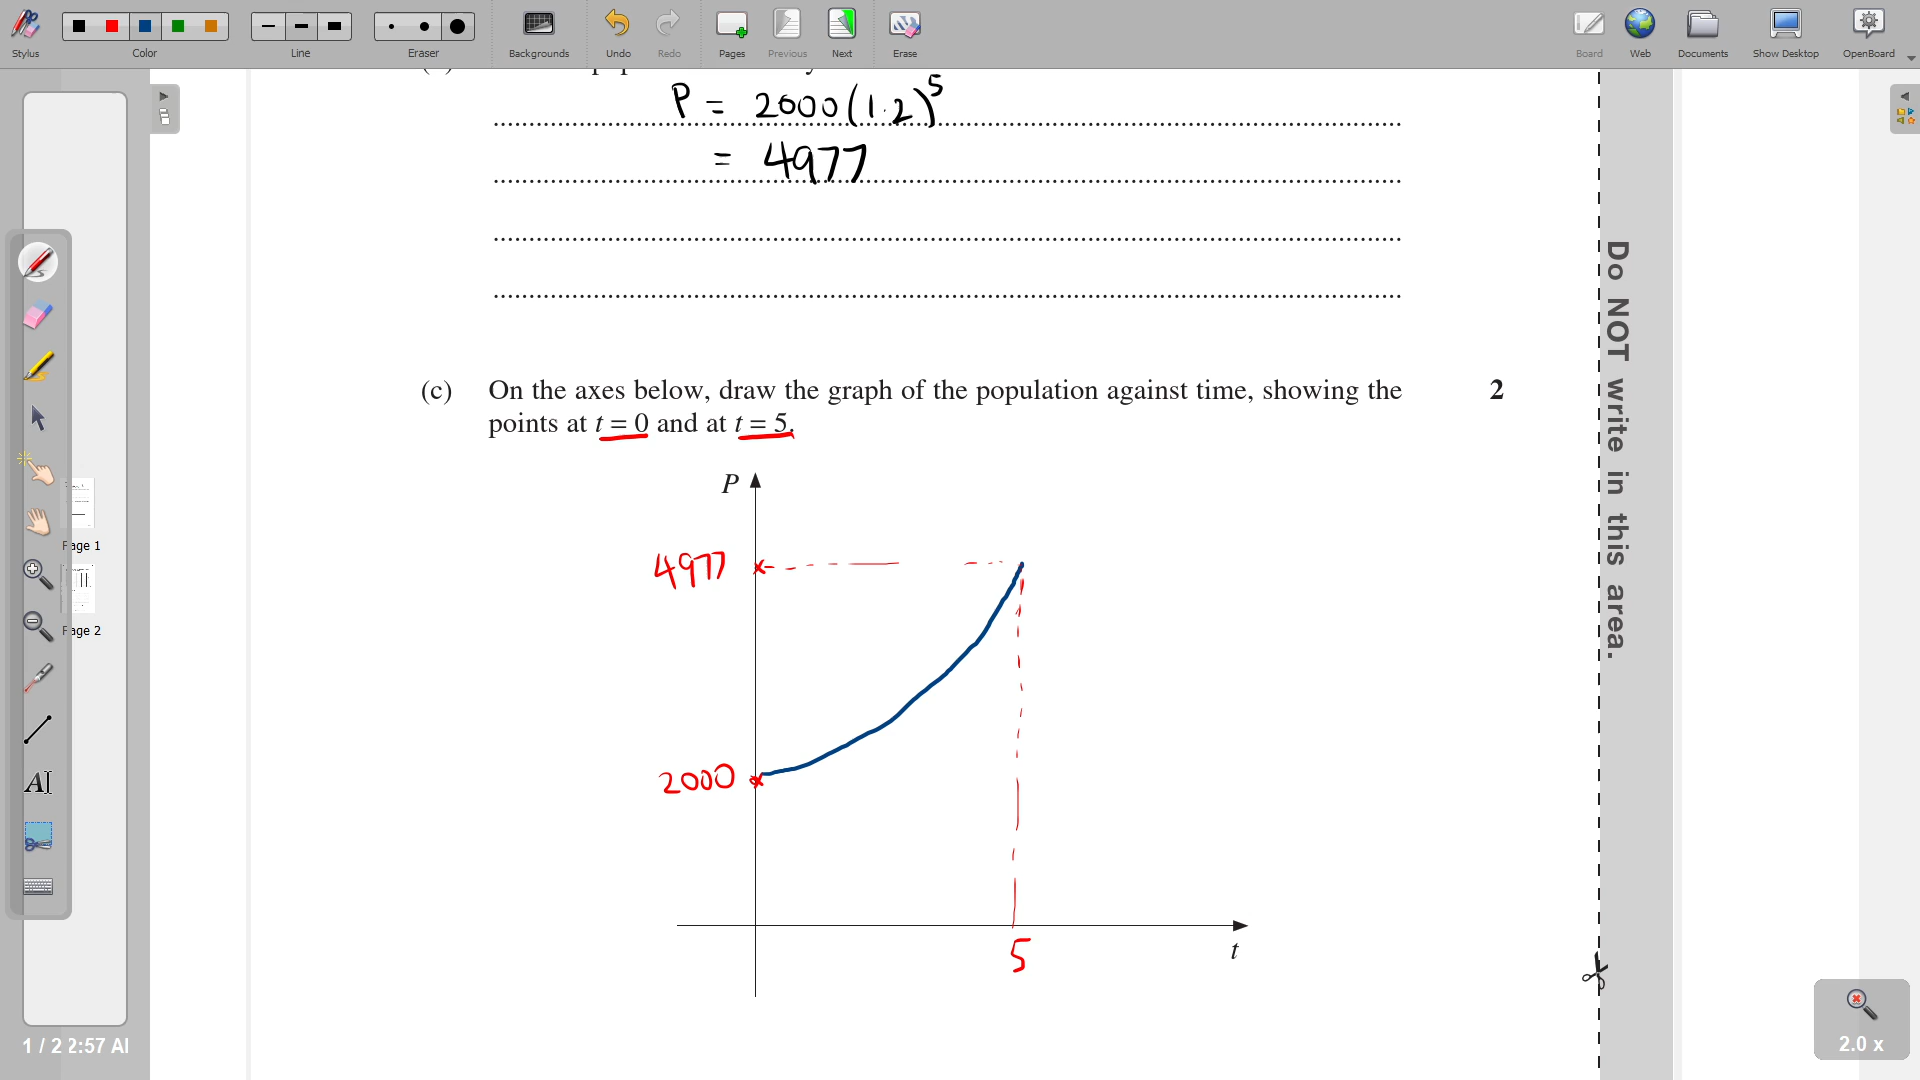 Stylus Color Line Eraser Backgrounds Undo Redo Pages Previous Next Erase Board Web Documents Show Desktop OpenBoard
P = 2000(1.2)^5
= 4977
(c) On the axes below, draw the graph of the population against time, showing the 2
points at t = 0 and at t = 5.
P
4977
2000
5
t
Do NOT write in this area.
Page 1
Page 2
1 / 2 2:57 AM
2.0 x